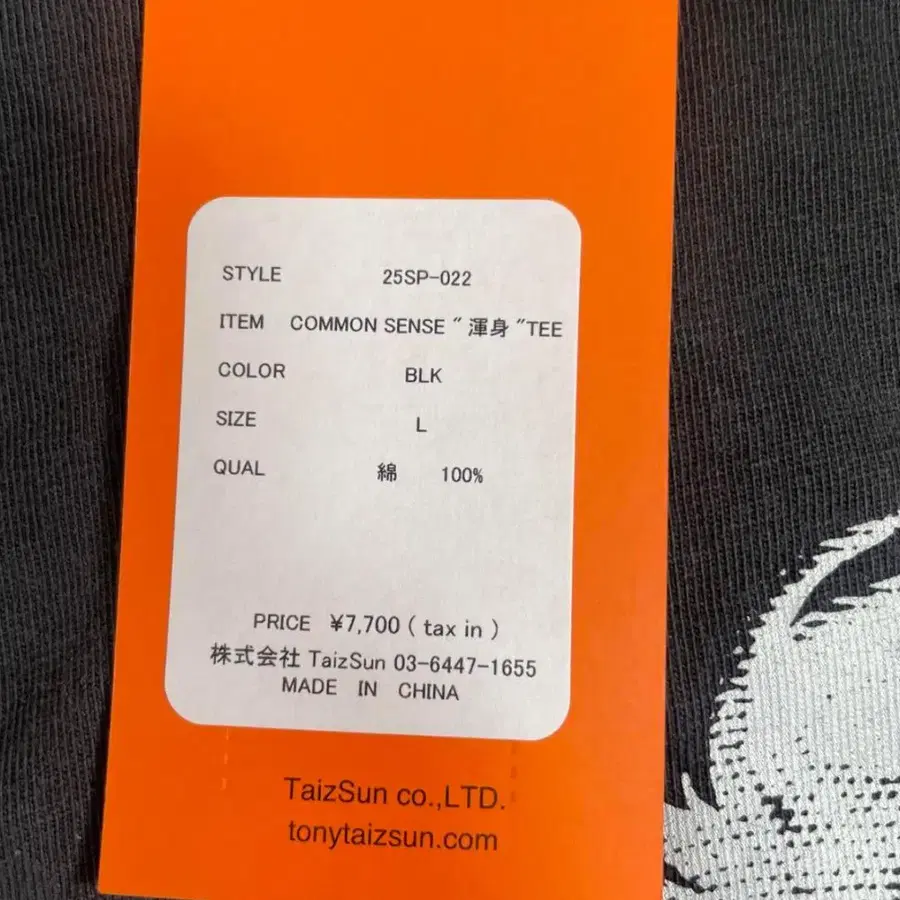 STYLE 25SP-022
ITEM COMMON SENSE " 渾身 "TEE
COLOR BLK
SIZE L
QUAL 綿 100%
PRICE ¥7,700 ( tax in )
株式会社 TaizSun 03-6447-1655
MADE IN CHINA
TaizSun co.,LTD.
tonytaizsun.com